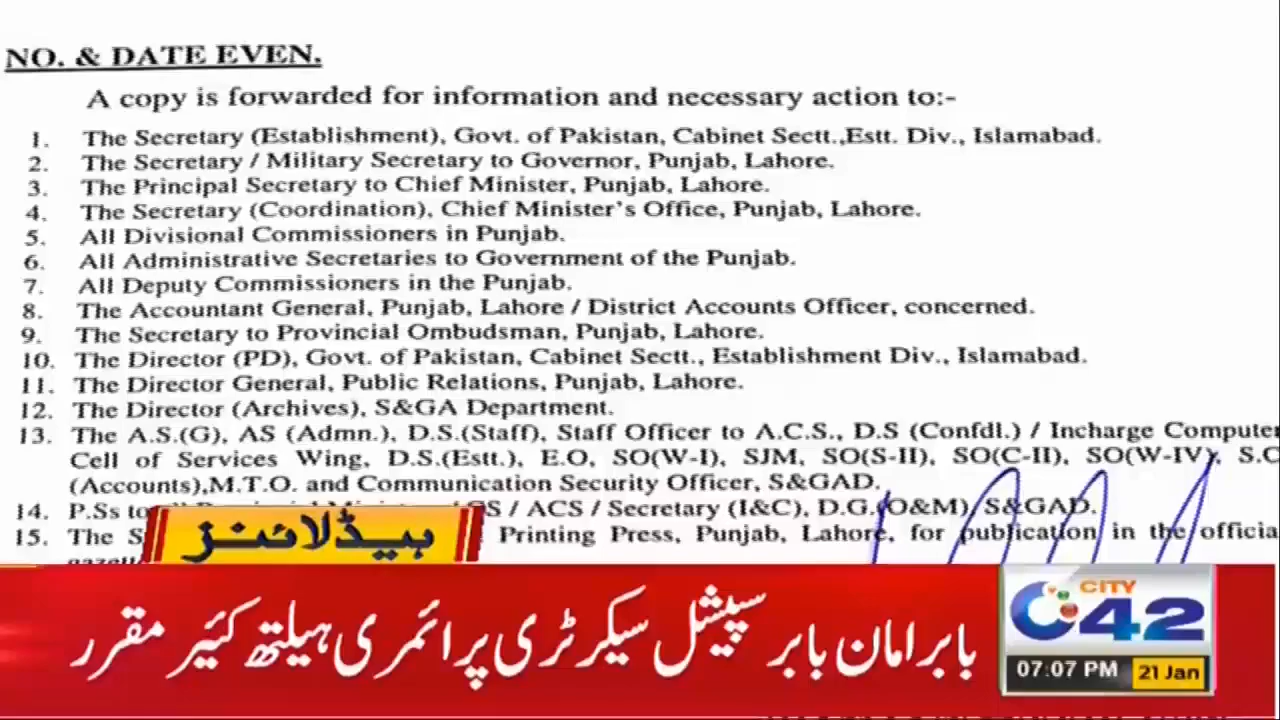 NO. & DATE EVEN.
A copy is forwarded for information and necessary action to:-
1. The Secretary (Establishment), Govt. of Pakistan, Cabinet Sectt.,Estt. Div., Islamabad.
2. The Secretary / Military Secretary to Governor, Punjab, Lahore.
3. The Principal Secretary to Chief Minister, Punjab, Lahore.
4. The Secretary (Coordination), Chief Minister's Office, Punjab, Lahore.
5. All Divisional Commissioners in Punjab.
6. All Administrative Secretaries to Government of the Punjab.
7. All Deputy Commissioners in the Punjab.
8. The Accountant General, Punjab, Lahore / District Accounts Officer, concerned.
9. The Secretary to Provincial Ombudsman, Punjab, Lahore.
10. The Director (PD), Govt. of Pakistan, Cabinet Sectt., Establishment Div., Islamabad.
11. The Director General, Public Relations, Punjab, Lahore.
12. The Director (Archives), S&GA Department.
13. The A.S.(G), AS (Admn.), D.S.(Staff), Staff Officer to A.C.S., D.S (Confdl.) / Incharge Computer
Cell of Services Wing, D.S.(Estt.), E.O, SO(W-I), SJM, SO(S-II), SO(C-II), SO(W-IV), S.O
(Accounts),M.T.O. and Communication Security Officer, S&GAD.
14. P.Ss to / ACS / Secretary (I&C), D.G.(O&M), S&GAD.
15. The Printing Press, Punjab, Lahore, for publication in the officia
ہیڈلائنز
بابر امان بابر سپیشل سیکرٹری پرائمری ہیلتھ کئیر مقرر
CITY
42
07:07 PM 21 Jan